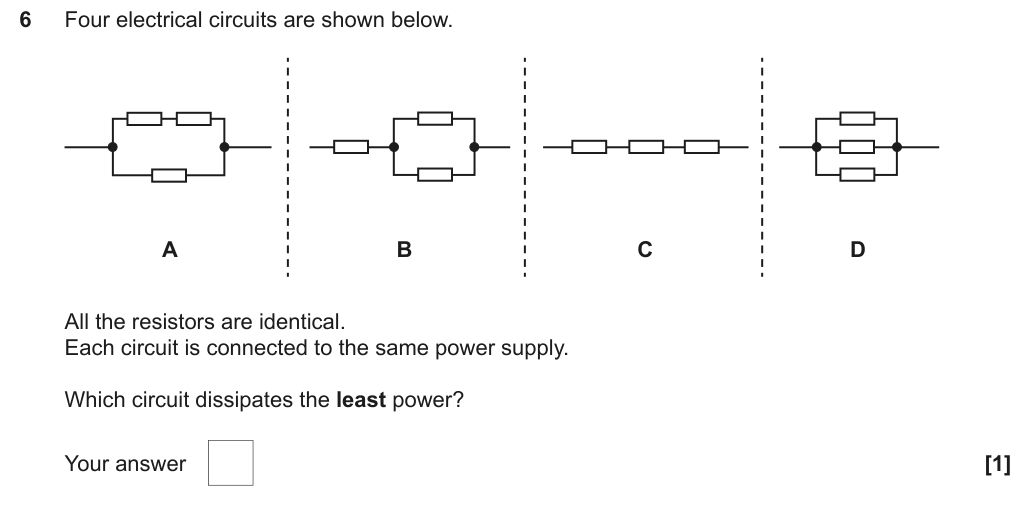 6 Four electrical circuits are shown below.
A B C D
All the resistors are identical.
Each circuit is connected to the same power supply.
Which circuit dissipates the least power?
Your answer [1]